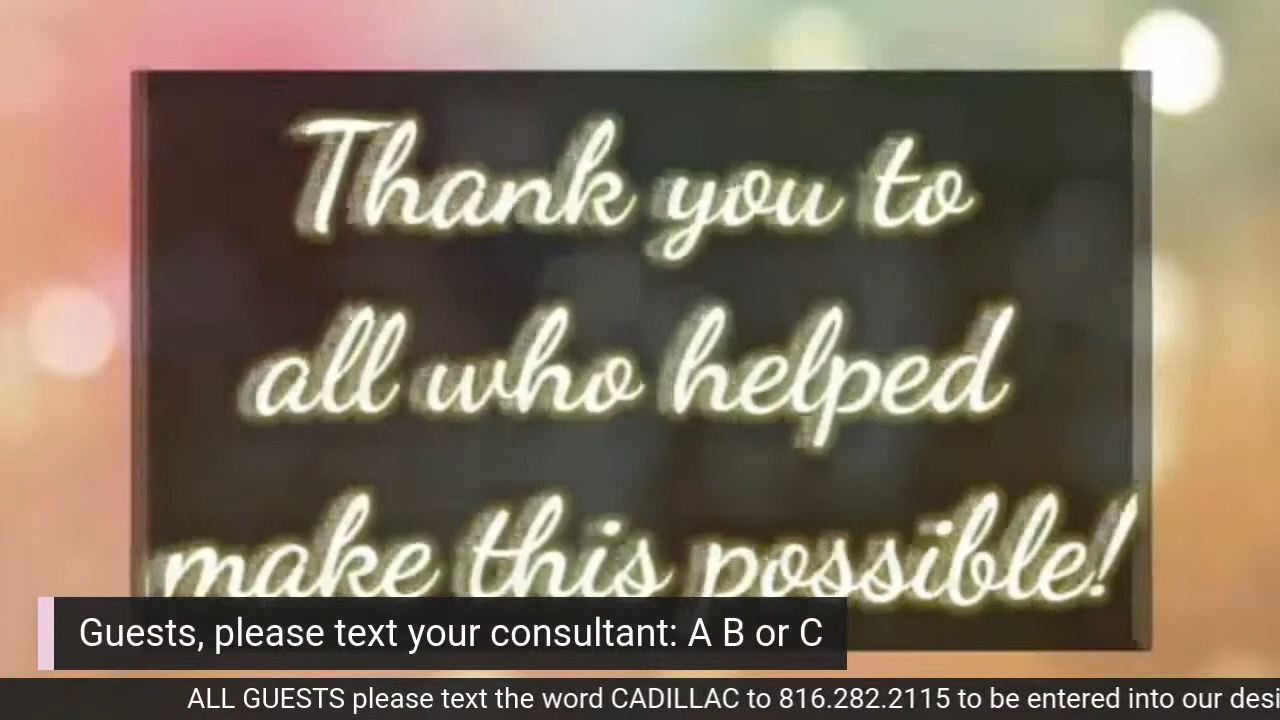 Thank you to
all who helped
make this possible!
Guests, please text your consultant: A B or C
ALL GUESTS please text the word CADILLAC to 816.282.2115 to be entered into our desi